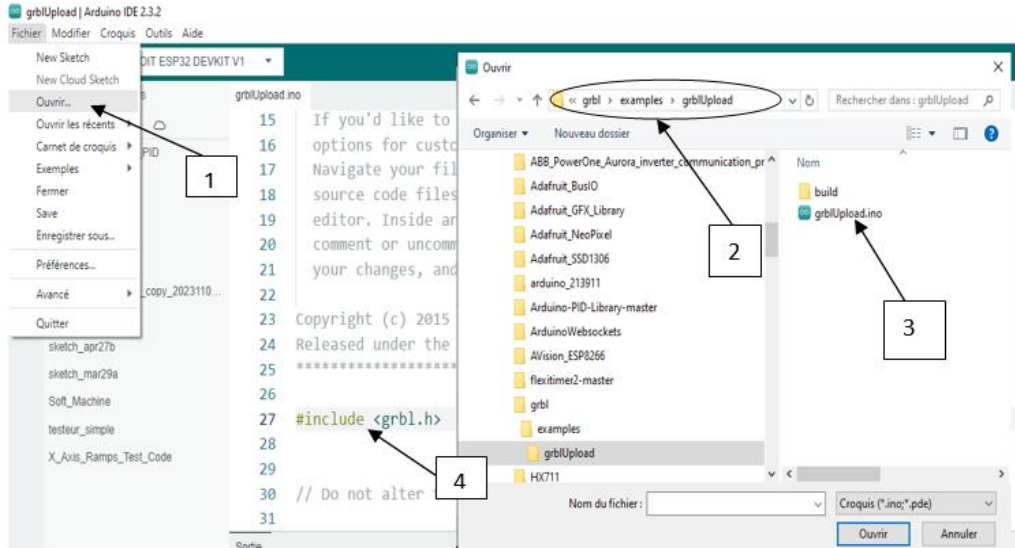 grblUpload | Arduino IDE 2.3.2
Fichier Modifier Croquis Outils Aide
New Sketch
New Cloud Sketch
Ouvrir...
Ouvrir les récents
Carnet de croquis
Exemples
Fermer
Save
Enregistrer sous...
Préférences...
Avancé
Quitter
1
OIT ESP32 DEVKIT V1
PID
_copy_2023110...
sketch_apr27b
sketch_mar29a
Soft_Machine
testeur_simple
X_Axis_Ramps_Test_Code
grblUpload.ino
15 If you'd like to
16 options for custo
17 Navigate your fil
18 source code files
19 editor. Inside an
20 comment or uncomm
21 your changes, and
22
23 Copyright (c) 2015
24 Released under the
25 ******************
26
27 #include <grbl.h>
28
29
30 // Do not alter
31
4
Sortie
Ouvrir
« grbl > examples > grblUpload
Rechercher dans : grblUpload
Organiser Nouveau dossier
ABB_PowerOne_Aurora_inverter_communication_pr
Adafruit_BusIO
Adafruit_GFX_Library
Adafruit_NeoPixel
Adafruit_SSD1306
arduino_213911
Arduino-PID-Library-master
ArduinoWebsockets
AVision_ESP8266
flexitimer2-master
grbl
examples
grblUpload
HX711
2
Nom
build
grblUpload.ino
3
Nom du fichier :
Croquis (*.ino;*.pde)
Ouvrir Annuler